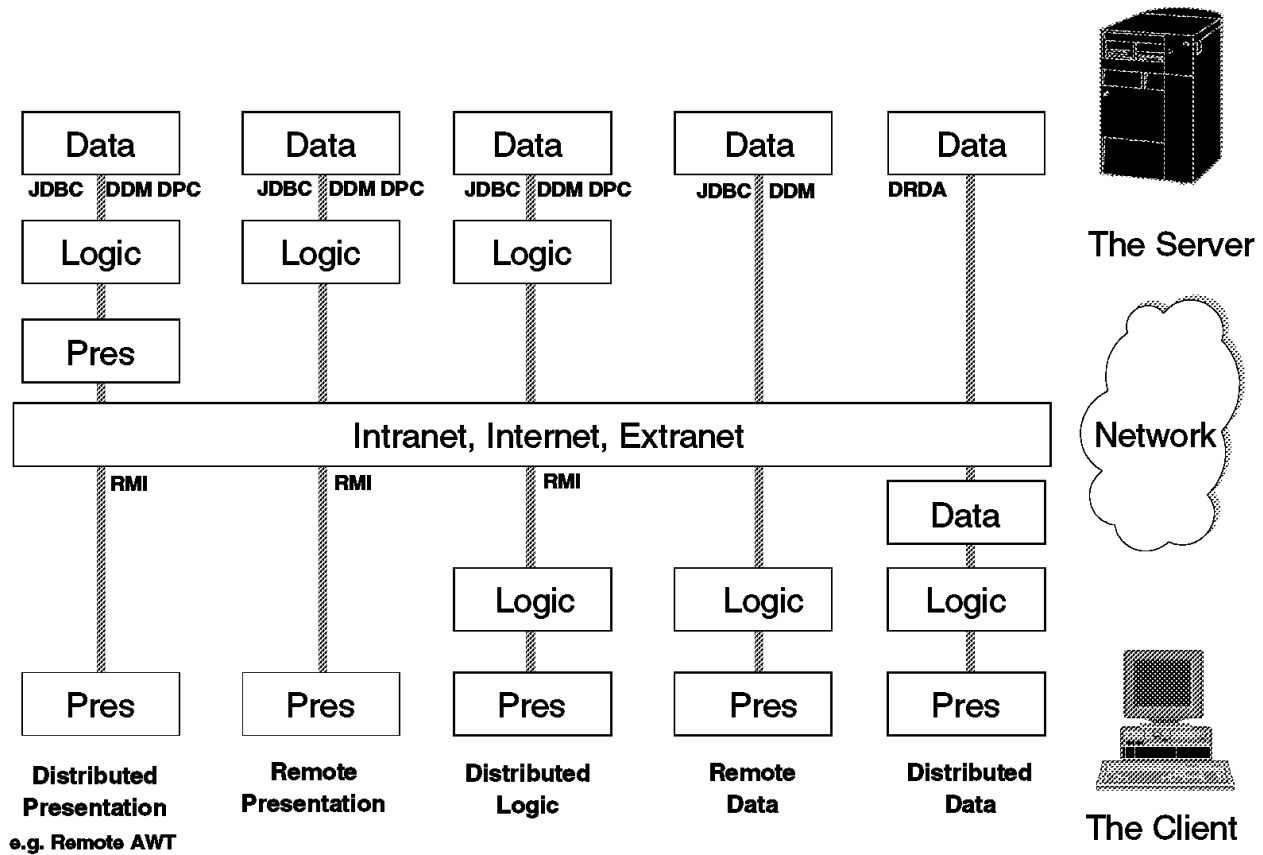 Data Data Data Data Data
JDBC DDM DPC JDBC DDM DPC JDBC DDM DPC JDBC DDM DRDA
The Server
Logic Logic Logic
Pres
Intranet, Internet, Extranet
Network
RMI RMI RMI
Data
Logic Logic Logic
Pres Pres Pres Pres Pres
Distributed
Presentation
e.g. Remote AWT
Remote
Presentation
Distributed
Logic
Remote
Data
Distributed
Data
The Client